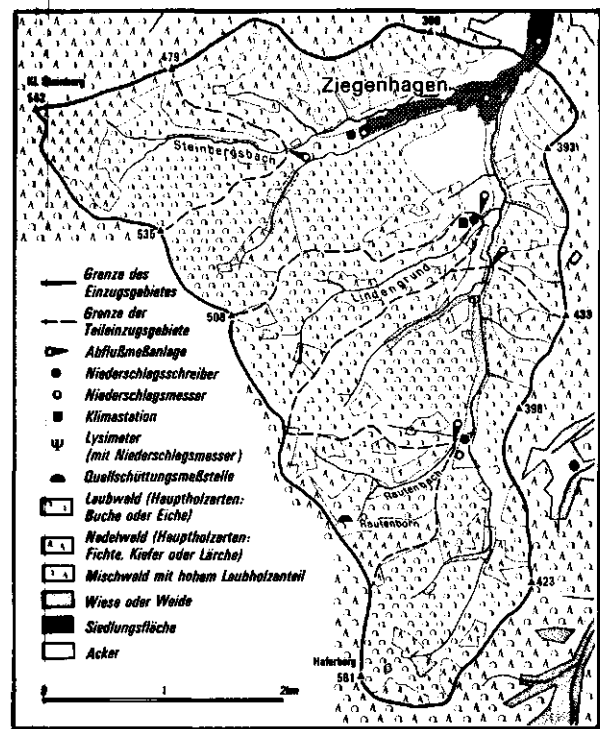 388
479
Ziegenhagen
Kl. Steinberg
542
393
Steinbergsbach
535
Lindengrund
508
433
398
Rautenbach
Rautenborn
423
Haferberg
581
Grenze des
Einzugsgebietes
Grenze der
Teileinzugsgebiete
Abflußmeßanlage
Niederschlagsschreiber
Niederschlagsmesser
Klimastation
Lysimeter
(mit Niederschlagsmesser)
Quellschüttungsmeßstelle
Laubwald (Hauptholzarten:
Buche oder Eiche)
Nadelwald (Hauptholzarten:
Fichte, Kiefer oder Lärche)
Mischwald mit hohem Laubholzanteil
Wiese oder Weide
Siedlungsfläche
Acker
0 1 2km